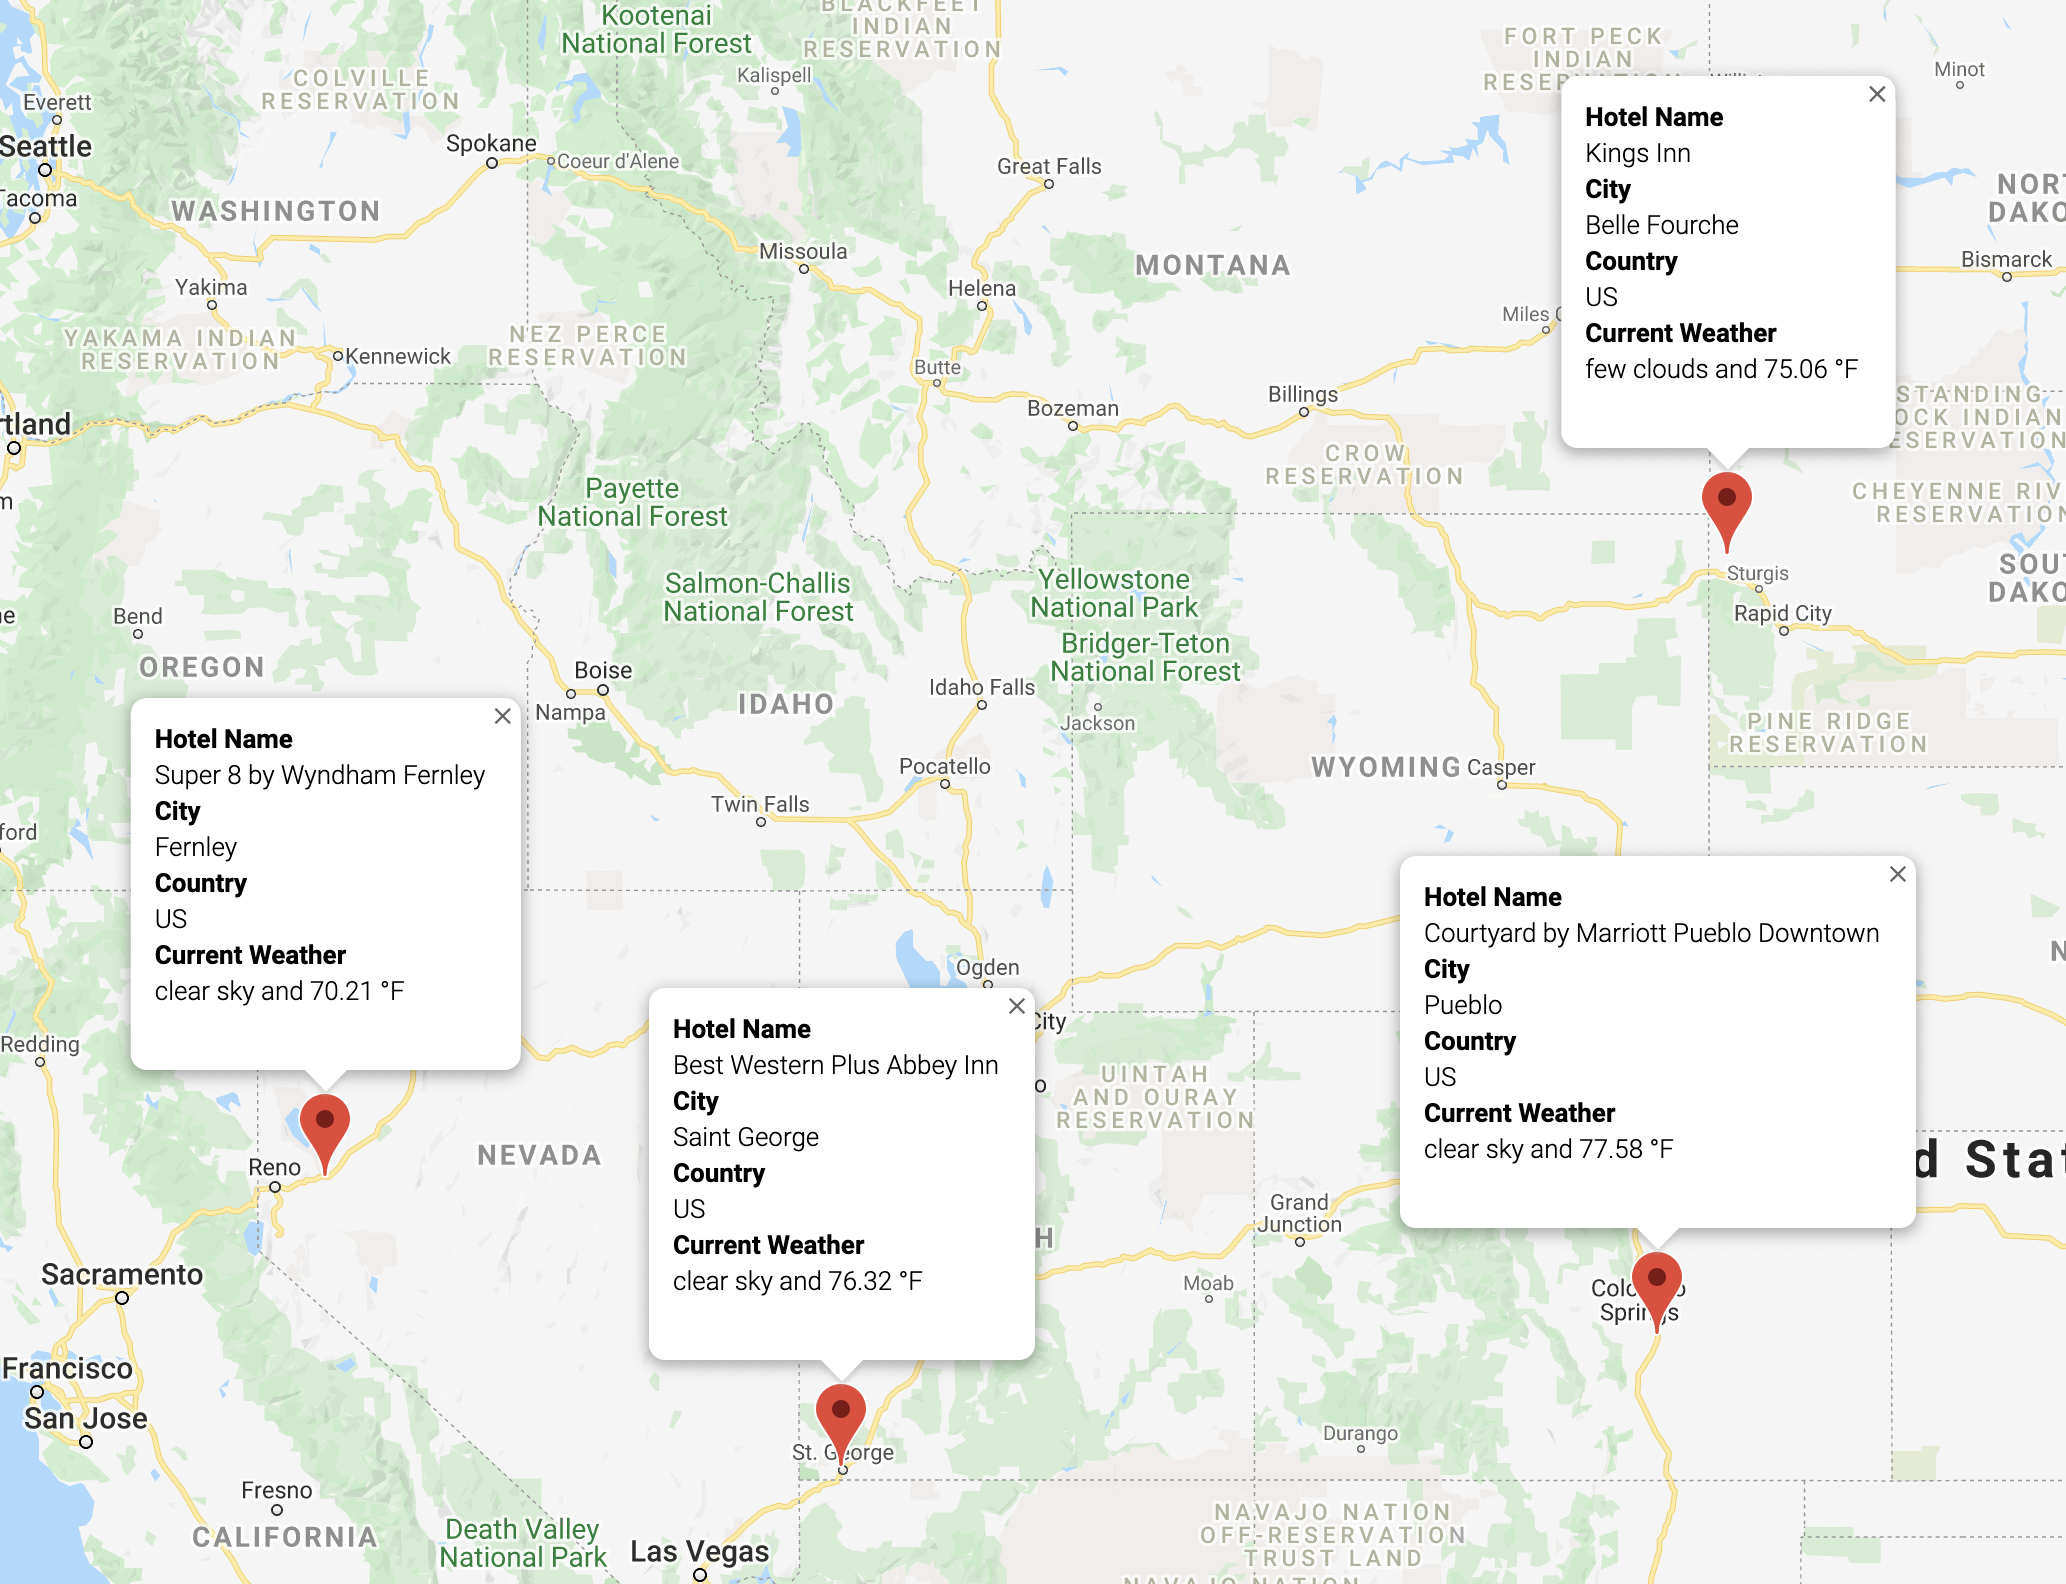 Kootenai
National Forest
BLACKFEET
INDIAN
RESERVATION
FORT PECK
INDIAN
RESERVATION
COLVILLE
RESERVATION
Kalispell
Minot
Everett
Seattle
Spokane
Coeur d'Alene
Great Falls
Tacoma
WASHINGTON
Missoula
MONTANA
Helena
Yakima
Bismarck
Hotel Name
Kings Inn
City
Belle Fourche
Country
US
Current Weather
few clouds and 75.06 °F
YAKAMA INDIAN
RESERVATION
NEZ PERCE
RESERVATION
Kennewick
Butte
Miles
Billings
Bozeman
CROW
RESERVATION
STANDING
OCK INDIAN
ESERVATION
CHEYENNE RIV
RESERVATION
NORT
DAKO
SOUT
DAKO
rtland
Payette
National Forest
Salmon-Challis
National Forest
Yellowstone
National Park
Bridger-Teton
National Forest
Sturgis
Rapid City
Bend
OREGON
Boise
Nampa
IDAHO
Idaho Falls
Jackson
PINE RIDGE
RESERVATION
WYOMING
Casper
Pocatello
Twin Falls
ford
Hotel Name
Super 8 by Wyndham Fernley
City
Fernley
Country
US
Current Weather
clear sky and 70.21 °F
Ogden
City
Redding
Hotel Name
Best Western Plus Abbey Inn
City
Saint George
Country
US
Current Weather
clear sky and 76.32 °F
Hotel Name
Courtyard by Marriott Pueblo Downtown
City
Pueblo
Country
US
Current Weather
clear sky and 77.58 °F
UINTAH
AND OURAY
RESERVATION
NEVADA
Reno
d Stat
Grand
Junction
H
Moab
Sacramento
Springs
Francisco
San Jose
St. George
Durango
Fresno
CALIFORNIA
Death Valley
National Park
Las Vegas
NAVAJO NATION
OFF-RESERVATION
TRUST LAND
NAVAJO NATION